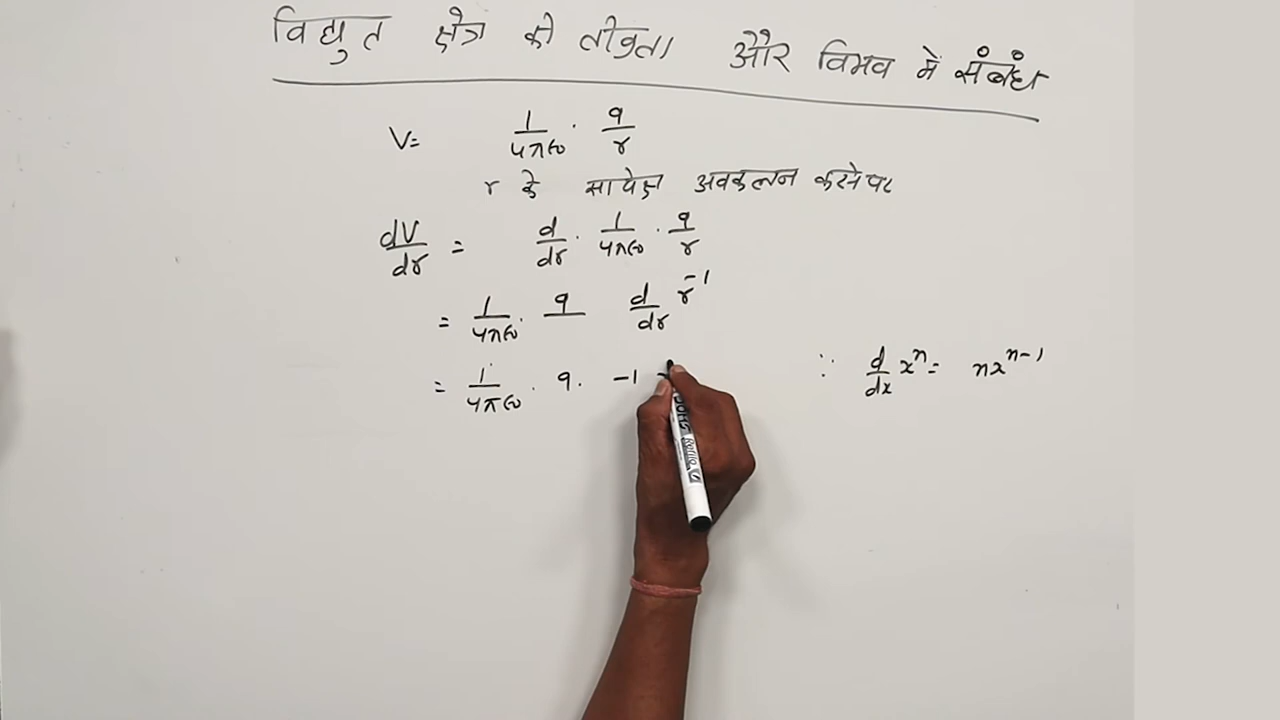 विद्युत क्षेत्र की तीव्रता और विभव में संबंध
V= 1/4πε₀ · q/r
r के सापेक्ष अवकलन करने पर
dV/dr = d/dr · 1/4πε₀ · q/r
= 1/4πε₀ · q d/dr r⁻¹
= 1/4πε₀ · q · -1
∵ d/dx xⁿ = nxⁿ⁻¹